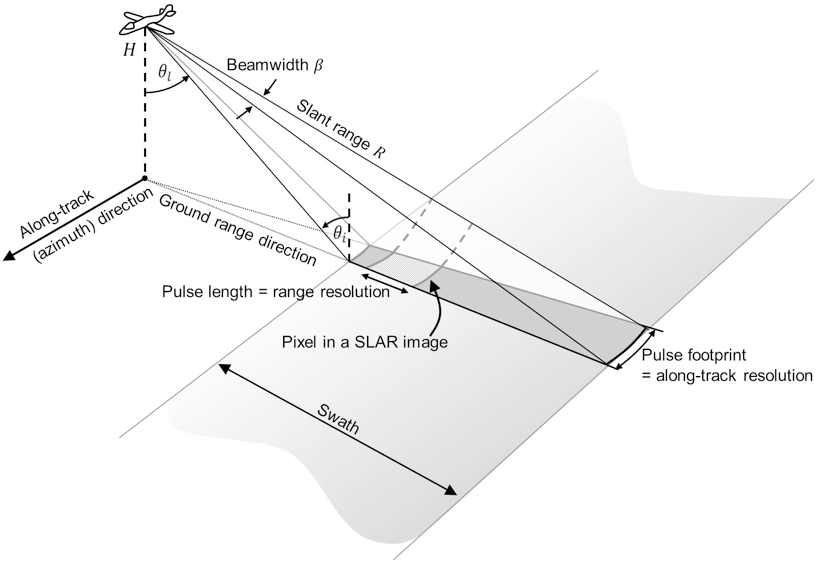 H
θl
Beamwidth β
Slant range R
Along-track
(azimuth) direction
Ground range direction
θi
Pulse length = range resolution
Pixel in a SLAR image
Pulse footprint
= along-track resolution
Swath